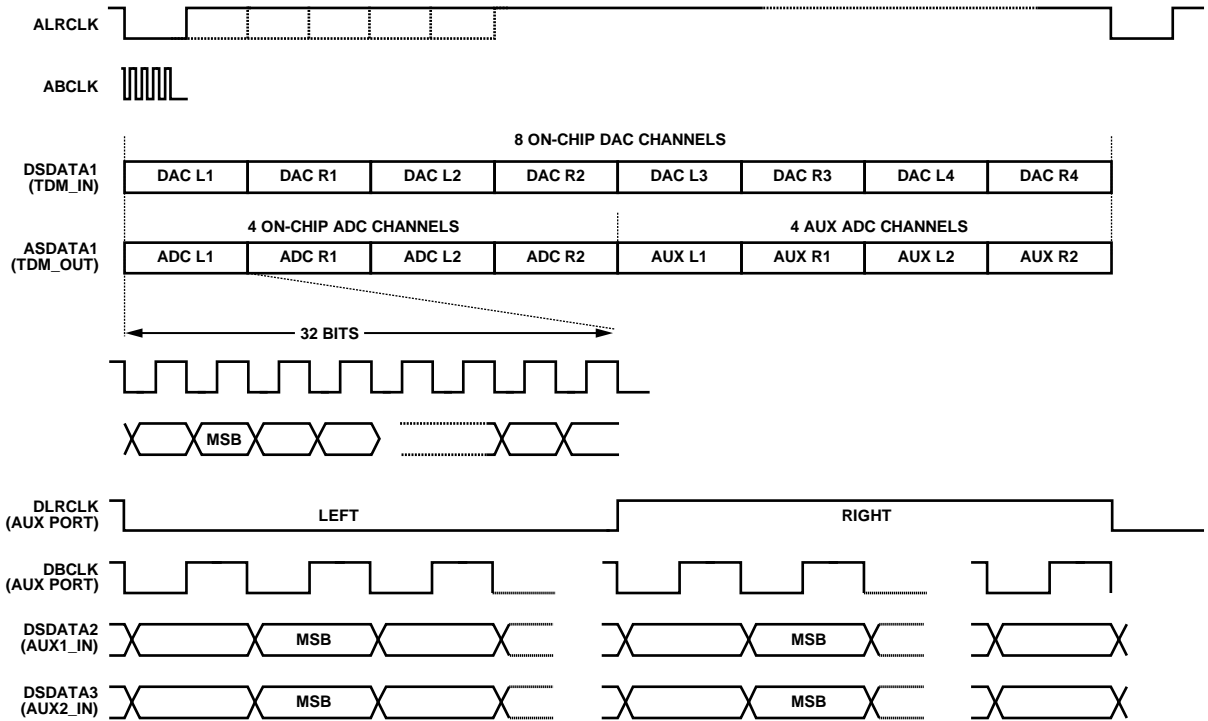 ALRCLK
ABCLK
8 ON-CHIP DAC CHANNELS
DSDATA1
(TDM_IN)
DAC L1 DAC R1 DAC L2 DAC R2 DAC L3 DAC R3 DAC L4 DAC R4
4 ON-CHIP ADC CHANNELS 4 AUX ADC CHANNELS
ASDATA1
(TDM_OUT)
ADC L1 ADC R1 ADC L2 ADC R2 AUX L1 AUX R1 AUX L2 AUX R2
32 BITS
MSB
DLRCLK
(AUX PORT)
LEFT RIGHT
DBCLK
(AUX PORT)
DSDATA2
(AUX1_IN)
MSB MSB
DSDATA3
(AUX2_IN)
MSB MSB